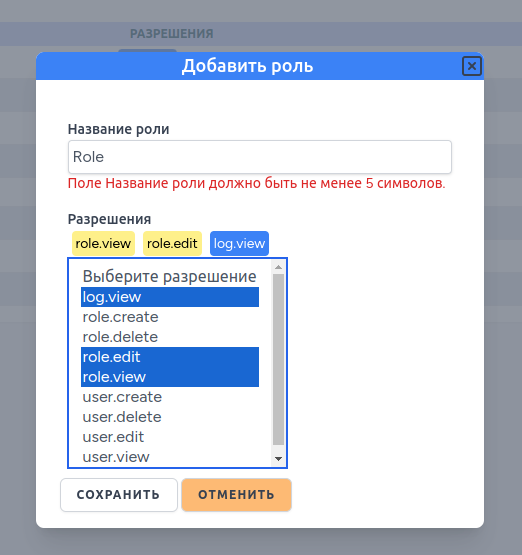 РАЗРЕШЕНИЯ
Добавить роль
Название роли
Role
Поле Название роли должно быть не менее 5 символов.
Разрешения
role.view role.edit log.view
Выберите разрешение
log.view
role.create
role.delete
role.edit
role.view
user.create
user.delete
user.edit
user.view
СОХРАНИТЬ ОТМЕНИТЬ